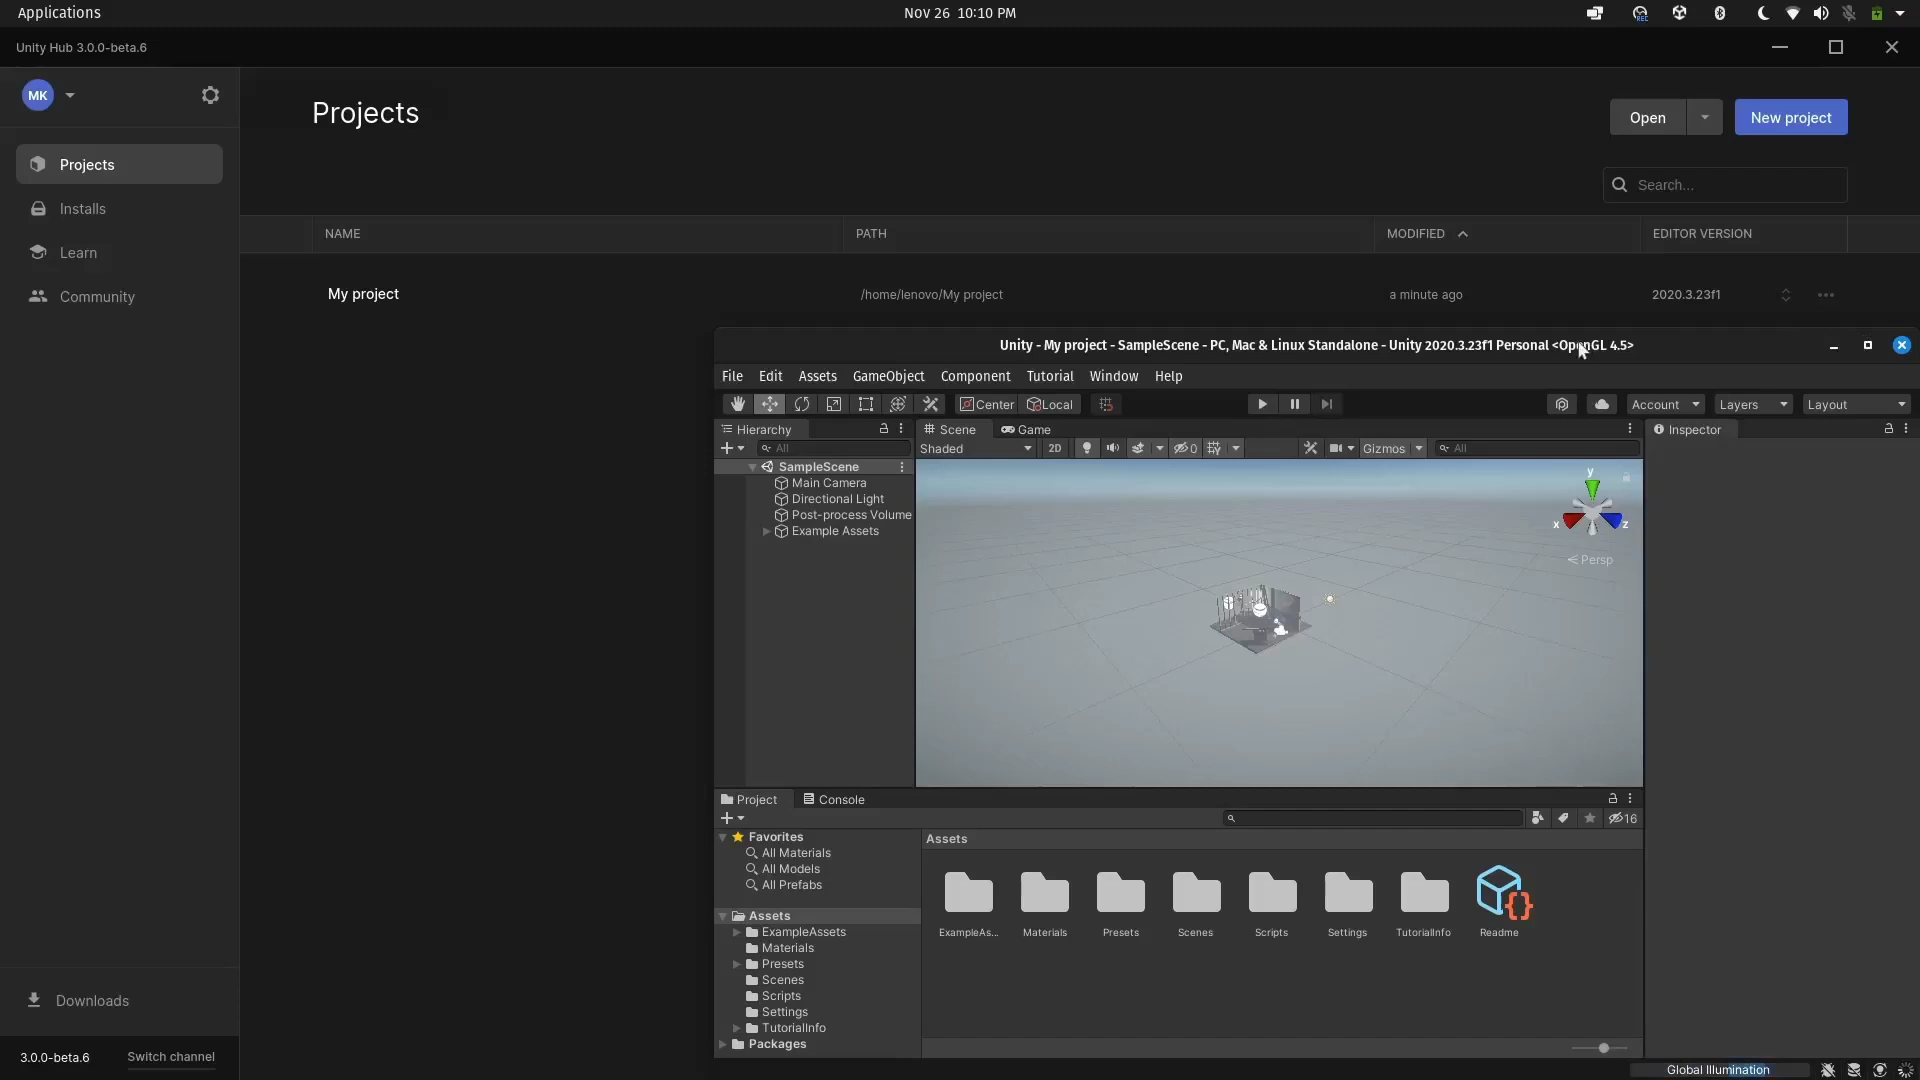 Applications
Nov 26 10:10 PM
Unity Hub 3.0.0-beta.6
MK
Projects
Open
New project
Projects
Installs
Learn
Community
Search...
NAME
PATH
MODIFIED
EDITOR VERSION
My project
/home/lenovo/My project
a minute ago
2020.3.23f1
Unity - My project - SampleScene - PC, Mac & Linux Standalone - Unity 2020.3.23f1 Personal <OpenGL 4.5>
File Edit Assets GameObject Component Tutorial Window Help
Center Local
Account Layers Layout
Hierarchy
Scene Game
Inspector
All
Shaded 2D 0 Gizmos All
SampleScene
Main Camera
Directional Light
Post-process Volume
Example Assets
y
x z
Persp
Project Console
16
Favorites
All Materials
All Models
All Prefabs
Assets
ExampleAssets
Materials
Presets
Scenes
Scripts
Settings
TutorialInfo
Packages
Assets
ExampleAs... Materials Presets Scenes Scripts Settings TutorialInfo Readme
Downloads
3.0.0-beta.6 Switch channel
Global Illumination